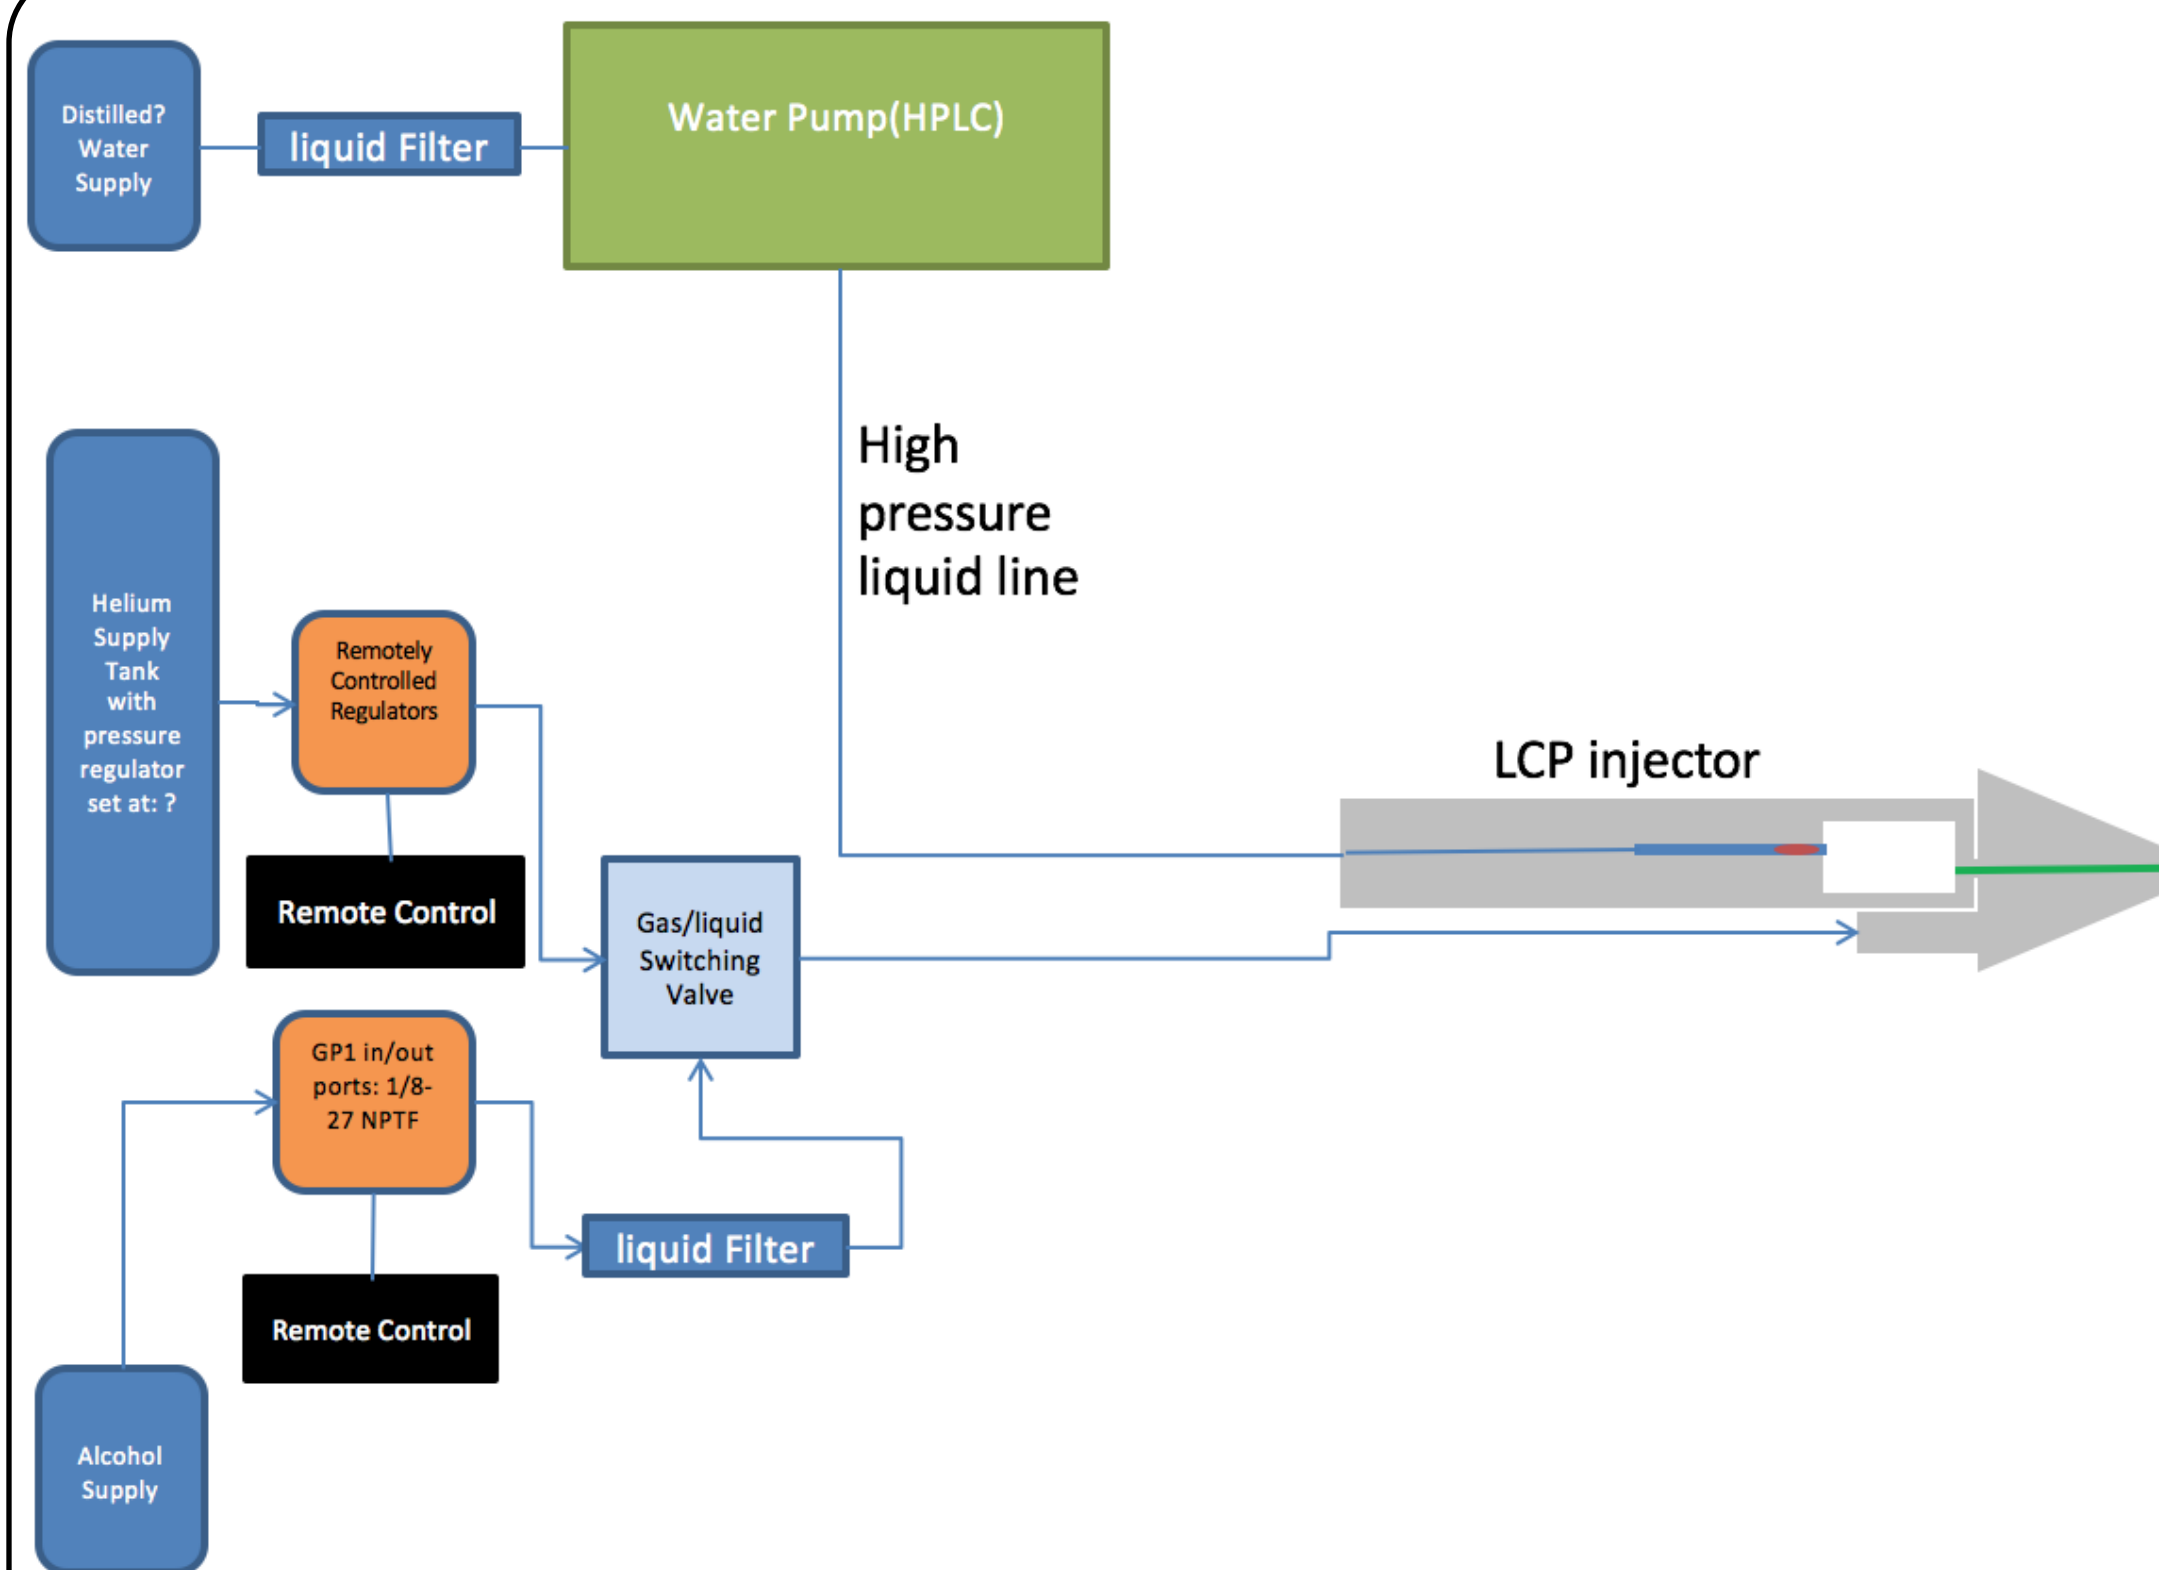 Distilled?
Water
Supply
liquid Filter
Water Pump(HPLC)
High
pressure
liquid line
Helium
Supply
Tank
with
pressure
regulator
set at: ?
Remotely
Controlled
Regulators
Remote Control
LCP injector
Gas/liquid
Switching
Valve
GP1 in/out
ports: 1/8-
27 NPTF
liquid Filter
Remote Control
Alcohol
Supply